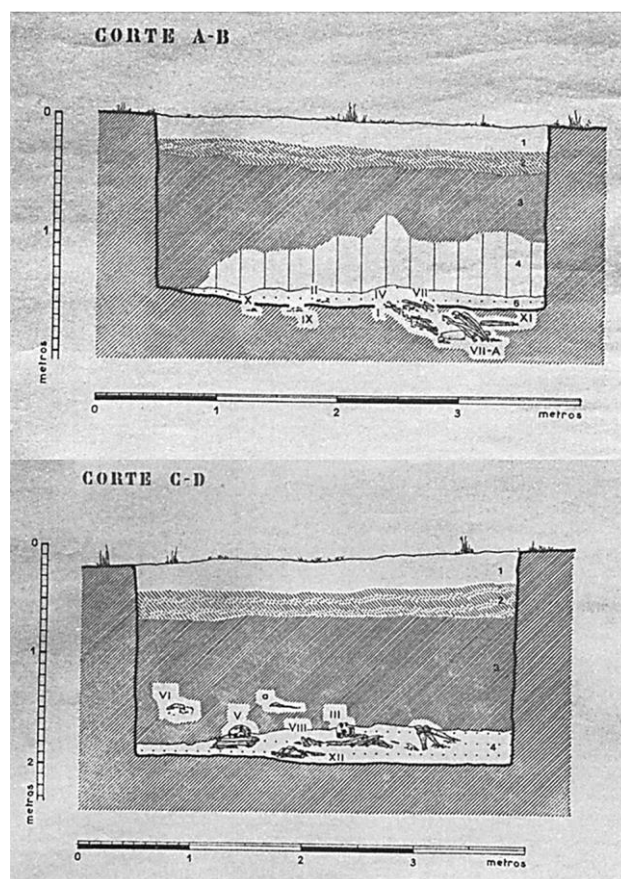 CORTE A-B
0
1
2
3
1
4
II
IV
VII
6
X
I
XI
IX
VII-A
metros
0 1 2 3 metros
CORTE C-D
0
1
2
1
3
VI
a
V
VIII
III
4
XII
2
metros
0 1 2 3 metros